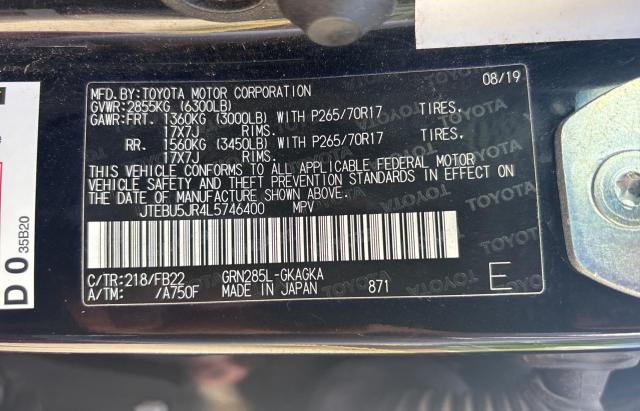 MFD.BY:TOYOTA MOTOR CORPORATION 08/19
GVWR:2855KG (6300LB)
GAWR:FRT. 1360KG (3000LB) WITH P265/70R17 TIRES.
17X7J RIMS.
RR. 1560KG (3450LB) WITH P265/70R17 TIRES.
17X7J RIMS.
THIS VEHICLE CONFORMS TO ALL APPLICABLE FEDERAL MOTOR
VEHICLE SAFETY AND THEFT PREVENTION STANDARDS IN EFFECT ON
THE DATE OF MANUFACTURE SHOWN ABOVE.
JTEBU5JR4L5746400 MPV
C/TR:218/FB22 GRN285L-GKAGKA
A/TM: /A750F MADE IN JAPAN 871 E
D 0 35B20